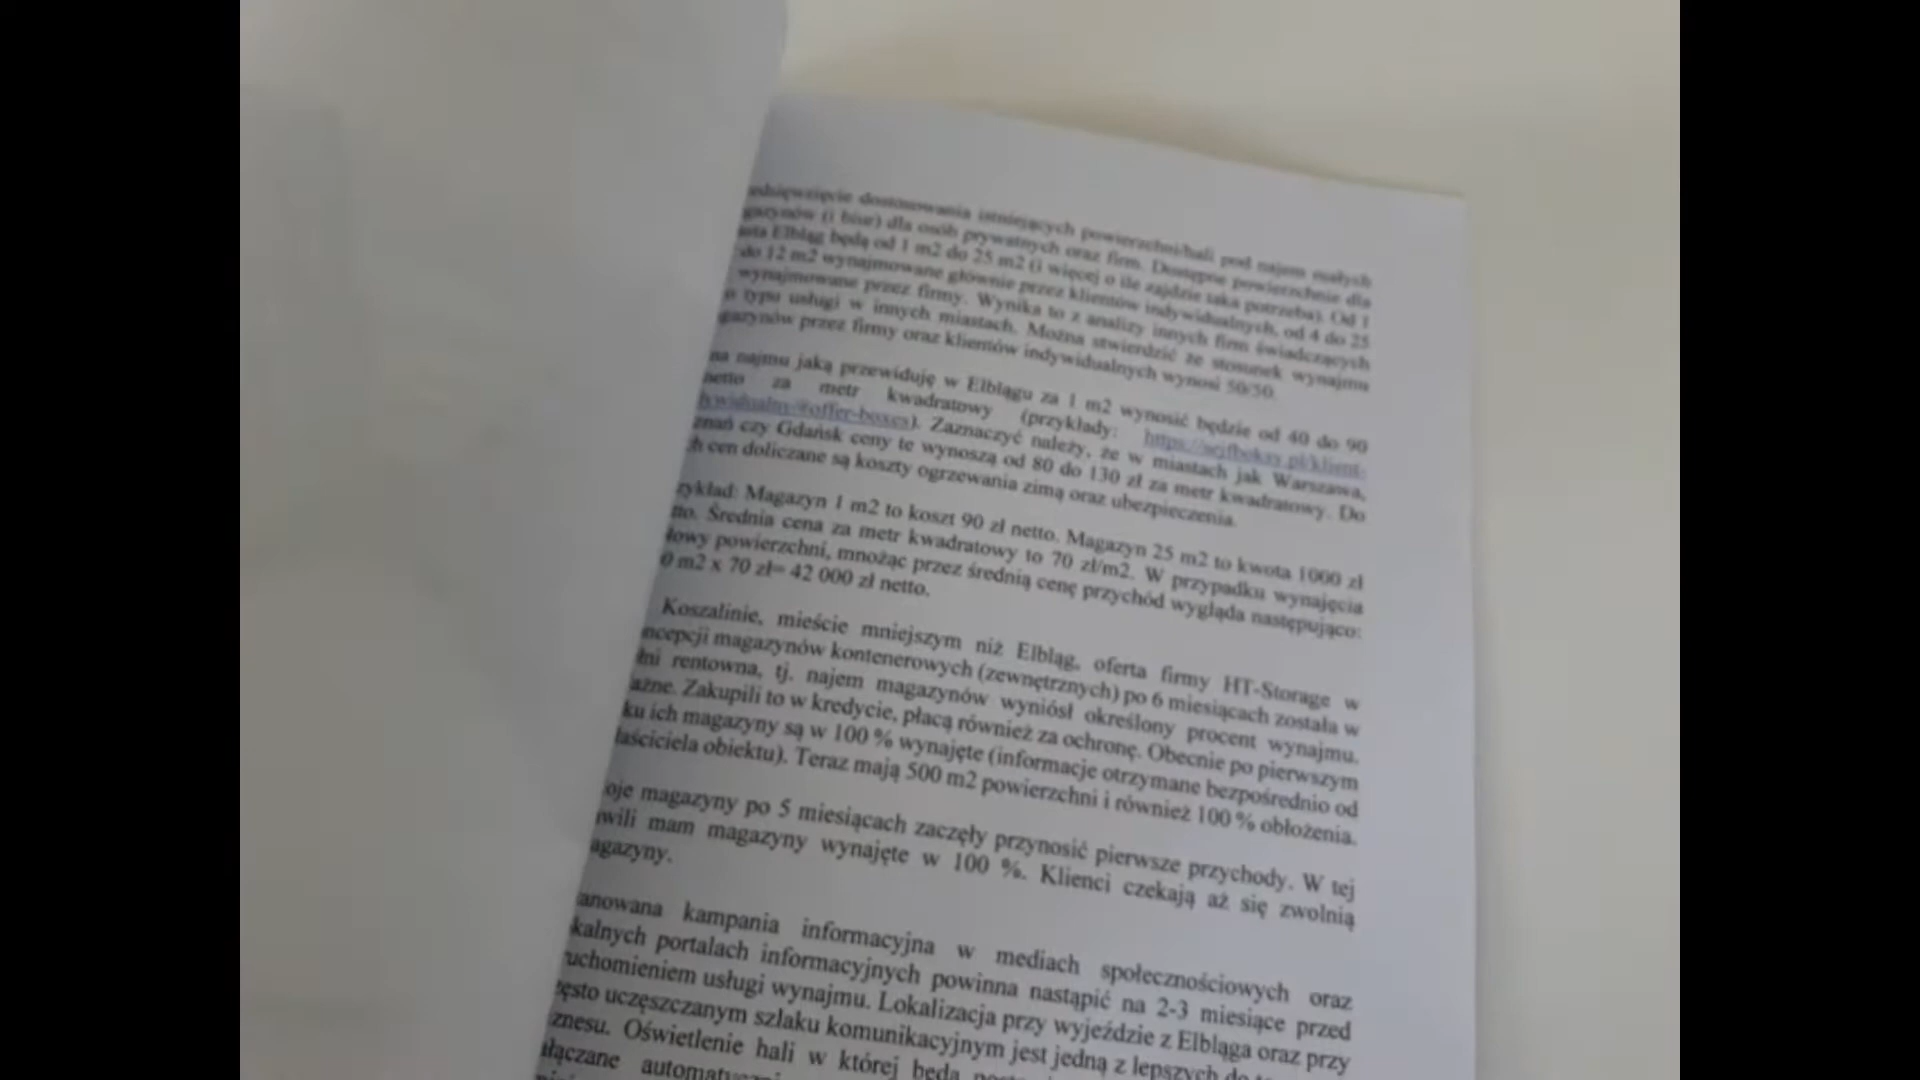 edsięwzięcie dostosowania istniejących powierzchni/hali pod najem małych
gazynów (i biur) dla osób prywatnych oraz firm. Dostępne powierzchnie dla
asta Elbląg będą od 1 m2 do 25 m2 (i więcej o ile zajdzie taka potrzeba). Od 1
do 12 m2 wynajmowane głównie przez klientów indywidualnych, od 4 do 25
wynajmowane przez firmy. Wynika to z analizy innych firm świadczących
o typu usługi w innych miastach. Można stwierdzić że stosunek wynajmu
gazynów przez firmy oraz klientów indywidualnych wynosi 50/50.
na najmu jaką przewiduję w Elblągu za 1 m2 wynosić będzie od 40 do 90
netto za metr kwadratowy (przykłady: https://selfboksy.pl/klient-
dywidualny/#offer-boxes). Zaznaczyć należy, że w miastach jak Warszawa,
znań czy Gdańsk ceny te wynoszą od 80 do 130 zł za metr kwadratowy. Do
h cen doliczane są koszty ogrzewania zimą oraz ubezpieczenia.
zykład: Magazyn 1 m2 to koszt 90 zł netto. Magazyn 25 m2 to kwota 1000 zł
tto. Średnia cena za metr kwadratowy to 70 zł/m2. W przypadku wynajęcia
łowy powierzchni, mnożąc przez średnią cenę przychód wygląda następująco:
0 m2 x 70 zł= 42 000 zł netto.
Koszalinie, mieście mniejszym niż Elbląg, oferta firmy HT-Storage w
ncepcji magazynów kontenerowych (zewnętrznych) po 6 miesiącach została w
łni rentowna, tj. najem magazynów wyniósł określony procent wynajmu.
ażne. Zakupili to w kredycie, płacą również za ochronę. Obecnie po pierwszym
ku ich magazyny są w 100 % wynajęte (informacje otrzymane bezpośrednio od
łaściciela obiektu). Teraz mają 500 m2 powierzchni i również 100 % obłożenia.
oje magazyny po 5 miesiącach zaczęły przynosić pierwsze przychody. W tej
wili mam magazyny wynajęte w 100 %. Klienci czekają aż się zwolnią
agazyny.
anowana kampania informacyjna w mediach społecznościowych oraz
kalnych portalach informacyjnych powinna nastąpić na 2-3 miesiące przed
uchomieniem usługi wynajmu. Lokalizacja przy wyjeździe z Elbląga oraz przy
zęsto uczęszczanym szlaku komunikacyjnym jest jedną z lepszych do
znesu. Oświetlenie hali w której będą
łączane